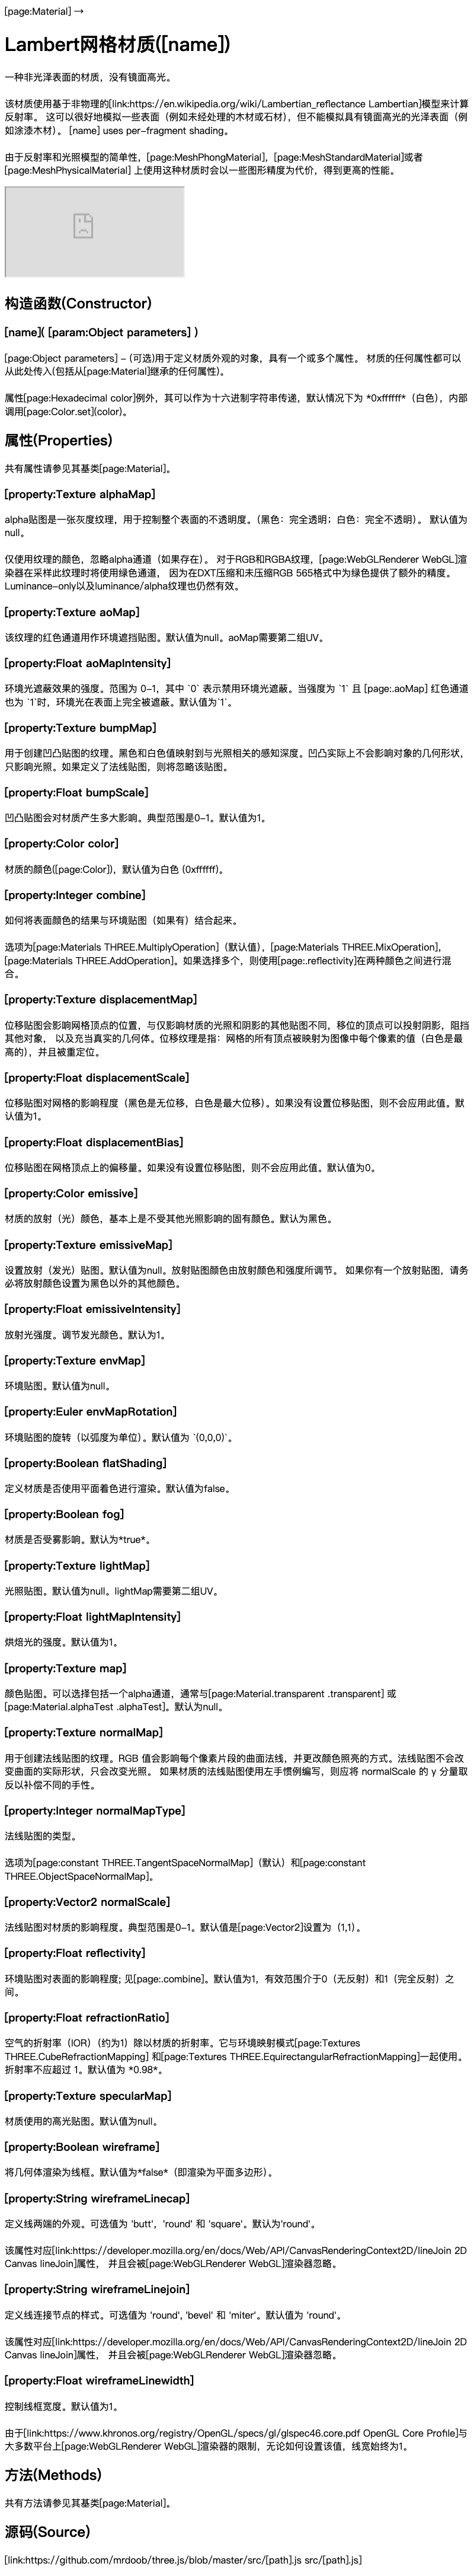 [page:Material] →
Lambert网格材质([name])
一种非光泽表面的材质，没有镜面高光。
该材质使用基于非物理的[link:https://en.wikipedia.org/wiki/Lambertian_reflectance Lambertian]模型来计算
反射率。 这可以很好地模拟一些表面（例如未经处理的木材或石材），但不能模拟具有镜面高光的光泽表面（例
如涂漆木材）。 [name] uses per-fragment shading。
由于反射率和光照模型的简单性，[page:MeshPhongMaterial]，[page:MeshStandardMaterial]或者
[page:MeshPhysicalMaterial] 上使用这种材质时会以一些图形精度为代价，得到更高的性能。
构造函数(Constructor)
[name]( [param:Object parameters] )
[page:Object parameters] - (可选)用于定义材质外观的对象，具有一个或多个属性。 材质的任何属性都可以
从此处传入(包括从[page:Material]继承的任何属性)。
属性[page:Hexadecimal color]例外，其可以作为十六进制字符串传递，默认情况下为 *0xffffff*（白色），内部
调用[page:Color.set](color)。
属性(Properties)
共有属性请参见其基类[page:Material]。
[property:Texture alphaMap]
alpha贴图是一张灰度纹理，用于控制整个表面的不透明度。（黑色：完全透明；白色：完全不透明）。 默认值为
null。
仅使用纹理的颜色，忽略alpha通道（如果存在）。 对于RGB和RGBA纹理，[page:WebGLRenderer WebGL]渲
染器在采样此纹理时将使用绿色通道， 因为在DXT压缩和未压缩RGB 565格式中为绿色提供了额外的精度。
Luminance-only以及luminance/alpha纹理也仍然有效。
[property:Texture aoMap]
该纹理的红色通道用作环境遮挡贴图。默认值为null。aoMap需要第二组UV。
[property:Float aoMapIntensity]
环境光遮蔽效果的强度。范围为 0-1，其中 `0` 表示禁用环境光遮蔽。当强度为 `1` 且 [page:.aoMap] 红色通道
也为 `1`时，环境光在表面上完全被遮蔽。默认值为`1`。
[property:Texture bumpMap]
用于创建凹凸贴图的纹理。黑色和白色值映射到与光照相关的感知深度。凹凸实际上不会影响对象的几何形状，
只影响光照。如果定义了法线贴图，则将忽略该贴图。
[property:Float bumpScale]
凹凸贴图会对材质产生多大影响。典型范围是0-1。默认值为1。
[property:Color color]
材质的颜色([page:Color])，默认值为白色 (0xffffff)。
[property:Integer combine]
如何将表面颜色的结果与环境贴图（如果有）结合起来。
选项为[page:Materials THREE.MultiplyOperation]（默认值），[page:Materials THREE.MixOperation]，
[page:Materials THREE.AddOperation]。如果选择多个，则使用[page:.reflectivity]在两种颜色之间进行混
合。
[property:Texture displacementMap]
位移贴图会影响网格顶点的位置，与仅影响材质的光照和阴影的其他贴图不同，移位的顶点可以投射阴影，阻挡
其他对象， 以及充当真实的几何体。位移纹理是指：网格的所有顶点被映射为图像中每个像素的值（白色是最
高的），并且被重定位。
[property:Float displacementScale]
位移贴图对网格的影响程度（黑色是无位移，白色是最大位移）。如果没有设置位移贴图，则不会应用此值。默
认值为1。
[property:Float displacementBias]
位移贴图在网格顶点上的偏移量。如果没有设置位移贴图，则不会应用此值。默认值为0。
[property:Color emissive]
材质的放射（光）颜色，基本上是不受其他光照影响的固有颜色。默认为黑色。
[property:Texture emissiveMap]
设置放射（发光）贴图。默认值为null。放射贴图颜色由放射颜色和强度所调节。 如果你有一个放射贴图，请务
必将放射颜色设置为黑色以外的其他颜色。
[property:Float emissiveIntensity]
放射光强度。调节发光颜色。默认为1。
[property:Texture envMap]
环境贴图。默认值为null。
[property:Euler envMapRotation]
环境贴图的旋转（以弧度为单位）。默认值为 `(0,0,0)`。
[property:Boolean flatShading]
定义材质是否使用平面着色进行渲染。默认值为false。
[property:Boolean fog]
材质是否受雾影响。默认为*true*。
[property:Texture lightMap]
光照贴图。默认值为null。lightMap需要第二组UV。
[property:Float lightMapIntensity]
烘焙光的强度。默认值为1。
[property:Texture map]
颜色贴图。可以选择包括一个alpha通道，通常与[page:Material.transparent .transparent] 或
[page:Material.alphaTest .alphaTest]。默认为null。
[property:Texture normalMap]
用于创建法线贴图的纹理。RGB 值会影响每个像素片段的曲面法线，并更改颜色照亮的方式。法线贴图不会改
变曲面的实际形状，只会改变光照。 如果材质的法线贴图使用左手惯例编写，则应将 normalScale 的 y 分量取
反以补偿不同的手性。
[property:Integer normalMapType]
法线贴图的类型。
选项为[page:constant THREE.TangentSpaceNormalMap]（默认）和[page:constant
THREE.ObjectSpaceNormalMap]。
[property:Vector2 normalScale]
法线贴图对材质的影响程度。典型范围是0-1。默认值是[page:Vector2]设置为（1,1）。
[property:Float reflectivity]
环境贴图对表面的影响程度; 见[page:.combine]。默认值为1，有效范围介于0（无反射）和1（完全反射）之
间。
[property:Float refractionRatio]
空气的折射率（IOR）（约为1）除以材质的折射率。它与环境映射模式[page:Textures
THREE.CubeRefractionMapping] 和[page:Textures THREE.EquirectangularRefractionMapping]一起使用。
折射率不应超过 1。默认值为 *0.98*。
[property:Texture specularMap]
材质使用的高光贴图。默认值为null。
[property:Boolean wireframe]
将几何体渲染为线框。默认值为*false*（即渲染为平面多边形）。
[property:String wireframeLinecap]
定义线两端的外观。可选值为 'butt'，'round' 和 'square'。默认为'round'。
该属性对应[link:https://developer.mozilla.org/en/docs/Web/API/CanvasRenderingContext2D/lineJoin 2D
Canvas lineJoin]属性， 并且会被[page:WebGLRenderer WebGL]渲染器忽略。
[property:String wireframeLinejoin]
定义线连接节点的样式。可选值为 'round', 'bevel' 和 'miter'。默认值为 'round'。
该属性对应[link:https://developer.mozilla.org/en/docs/Web/API/CanvasRenderingContext2D/lineJoin 2D
Canvas lineJoin]属性， 并且会被[page:WebGLRenderer WebGL]渲染器忽略。
[property:Float wireframeLinewidth]
控制线框宽度。默认值为1。
由于[link:https://www.khronos.org/registry/OpenGL/specs/gl/glspec46.core.pdf OpenGL Core Profile]与
大多数平台上[page:WebGLRenderer WebGL]渲染器的限制，无论如何设置该值，线宽始终为1。
方法(Methods)
共有方法请参见其基类[page:Material]。
源码(Source)
[link:https://github.com/mrdoob/three.js/blob/master/src/[path].js src/[path].js]